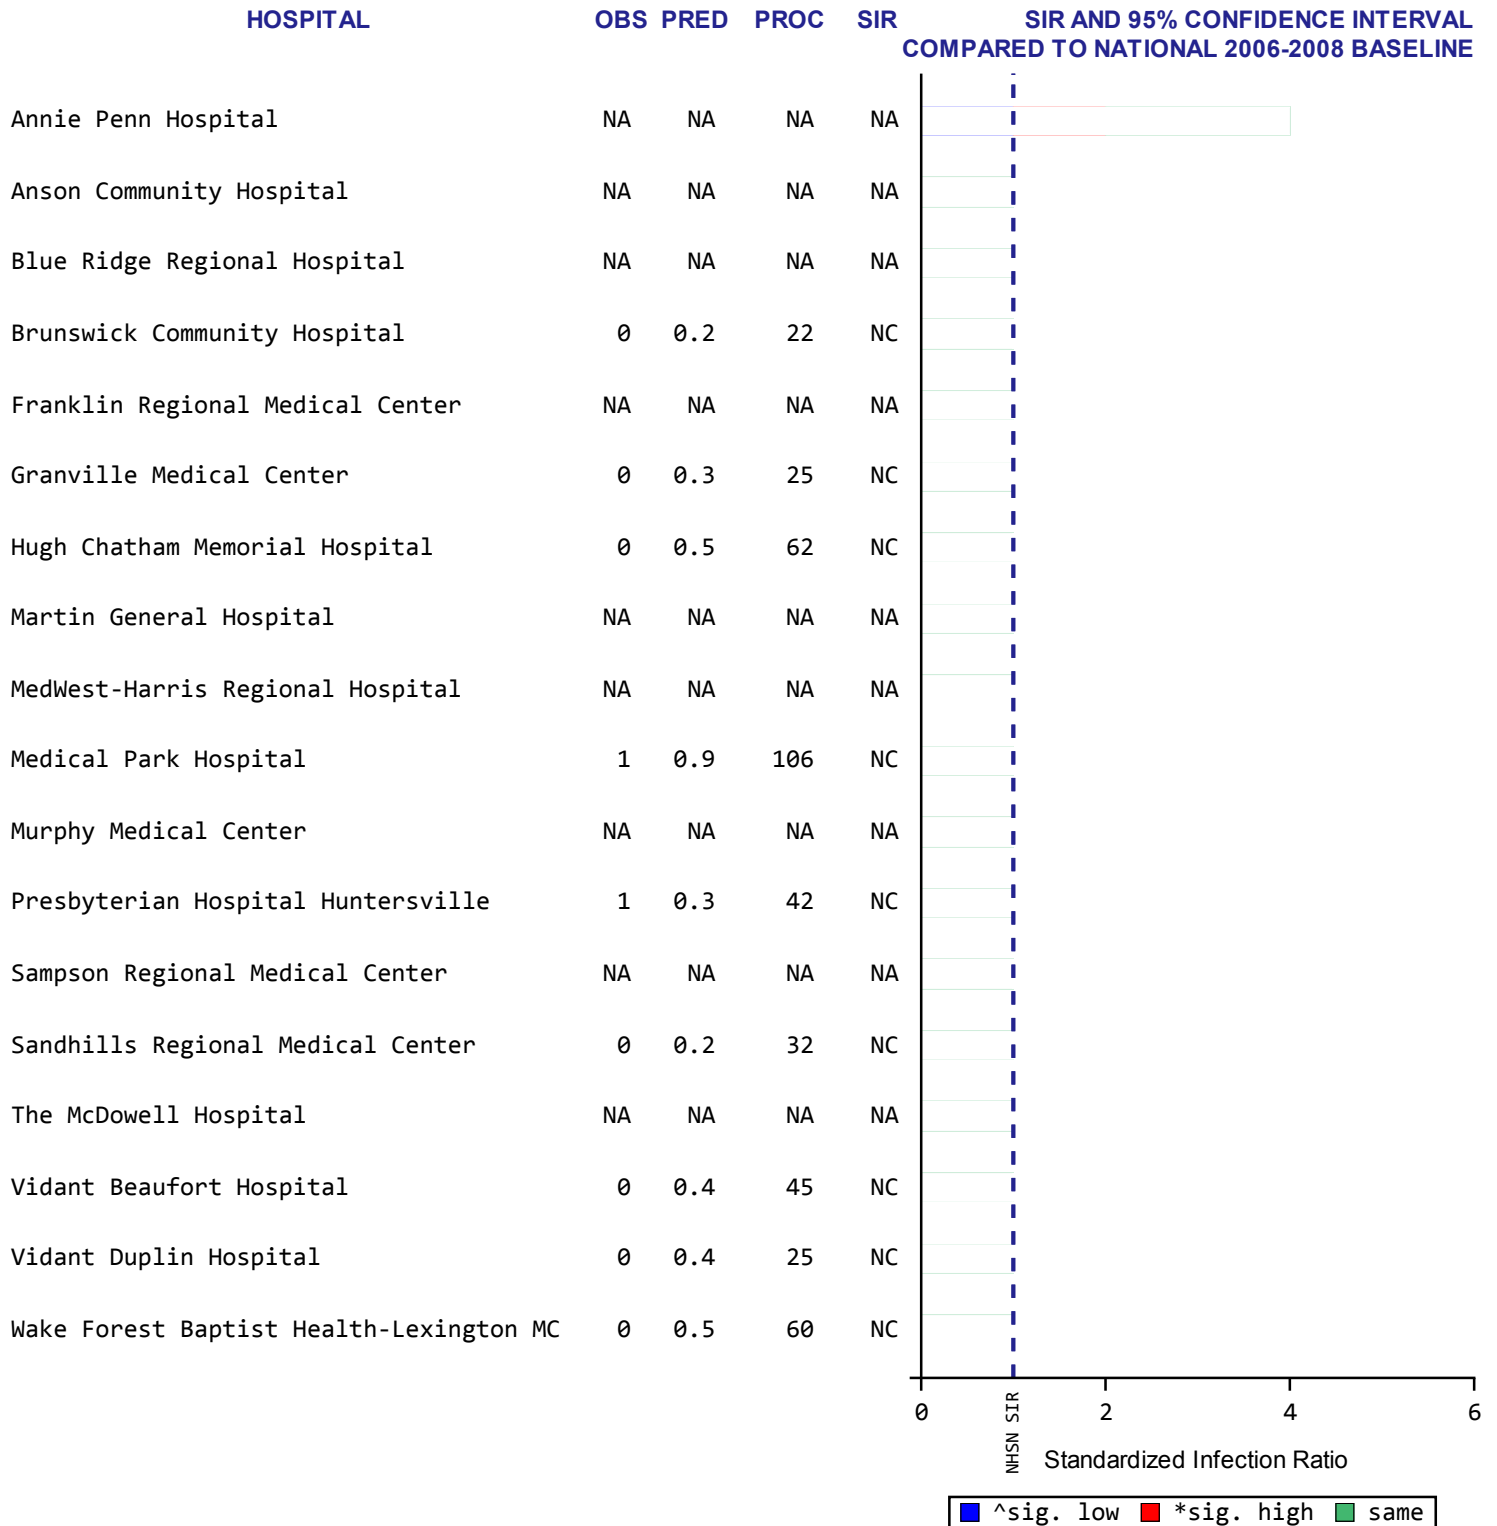 HOSPITAL OBS PRED PROC SIR SIR AND 95% CONFIDENCE INTERVAL
COMPARED TO NATIONAL 2006-2008 BASELINE
Annie Penn Hospital NA NA NA NA
Anson Community Hospital NA NA NA NA
Blue Ridge Regional Hospital NA NA NA NA
Brunswick Community Hospital 0 0.2 22 NC
Franklin Regional Medical Center NA NA NA NA
Granville Medical Center 0 0.3 25 NC
Hugh Chatham Memorial Hospital 0 0.5 62 NC
Martin General Hospital NA NA NA NA
MedWest-Harris Regional Hospital NA NA NA NA
Medical Park Hospital 1 0.9 106 NC
Murphy Medical Center NA NA NA NA
Presbyterian Hospital Huntersville 1 0.3 42 NC
Sampson Regional Medical Center NA NA NA NA
Sandhills Regional Medical Center 0 0.2 32 NC
The McDowell Hospital NA NA NA NA
Vidant Beaufort Hospital 0 0.4 45 NC
Vidant Duplin Hospital 0 0.4 25 NC
Wake Forest Baptist Health-Lexington MC 0 0.5 60 NC
0 2 4 6
NHSN SIR
Standardized Infection Ratio
^sig. low *sig. high same